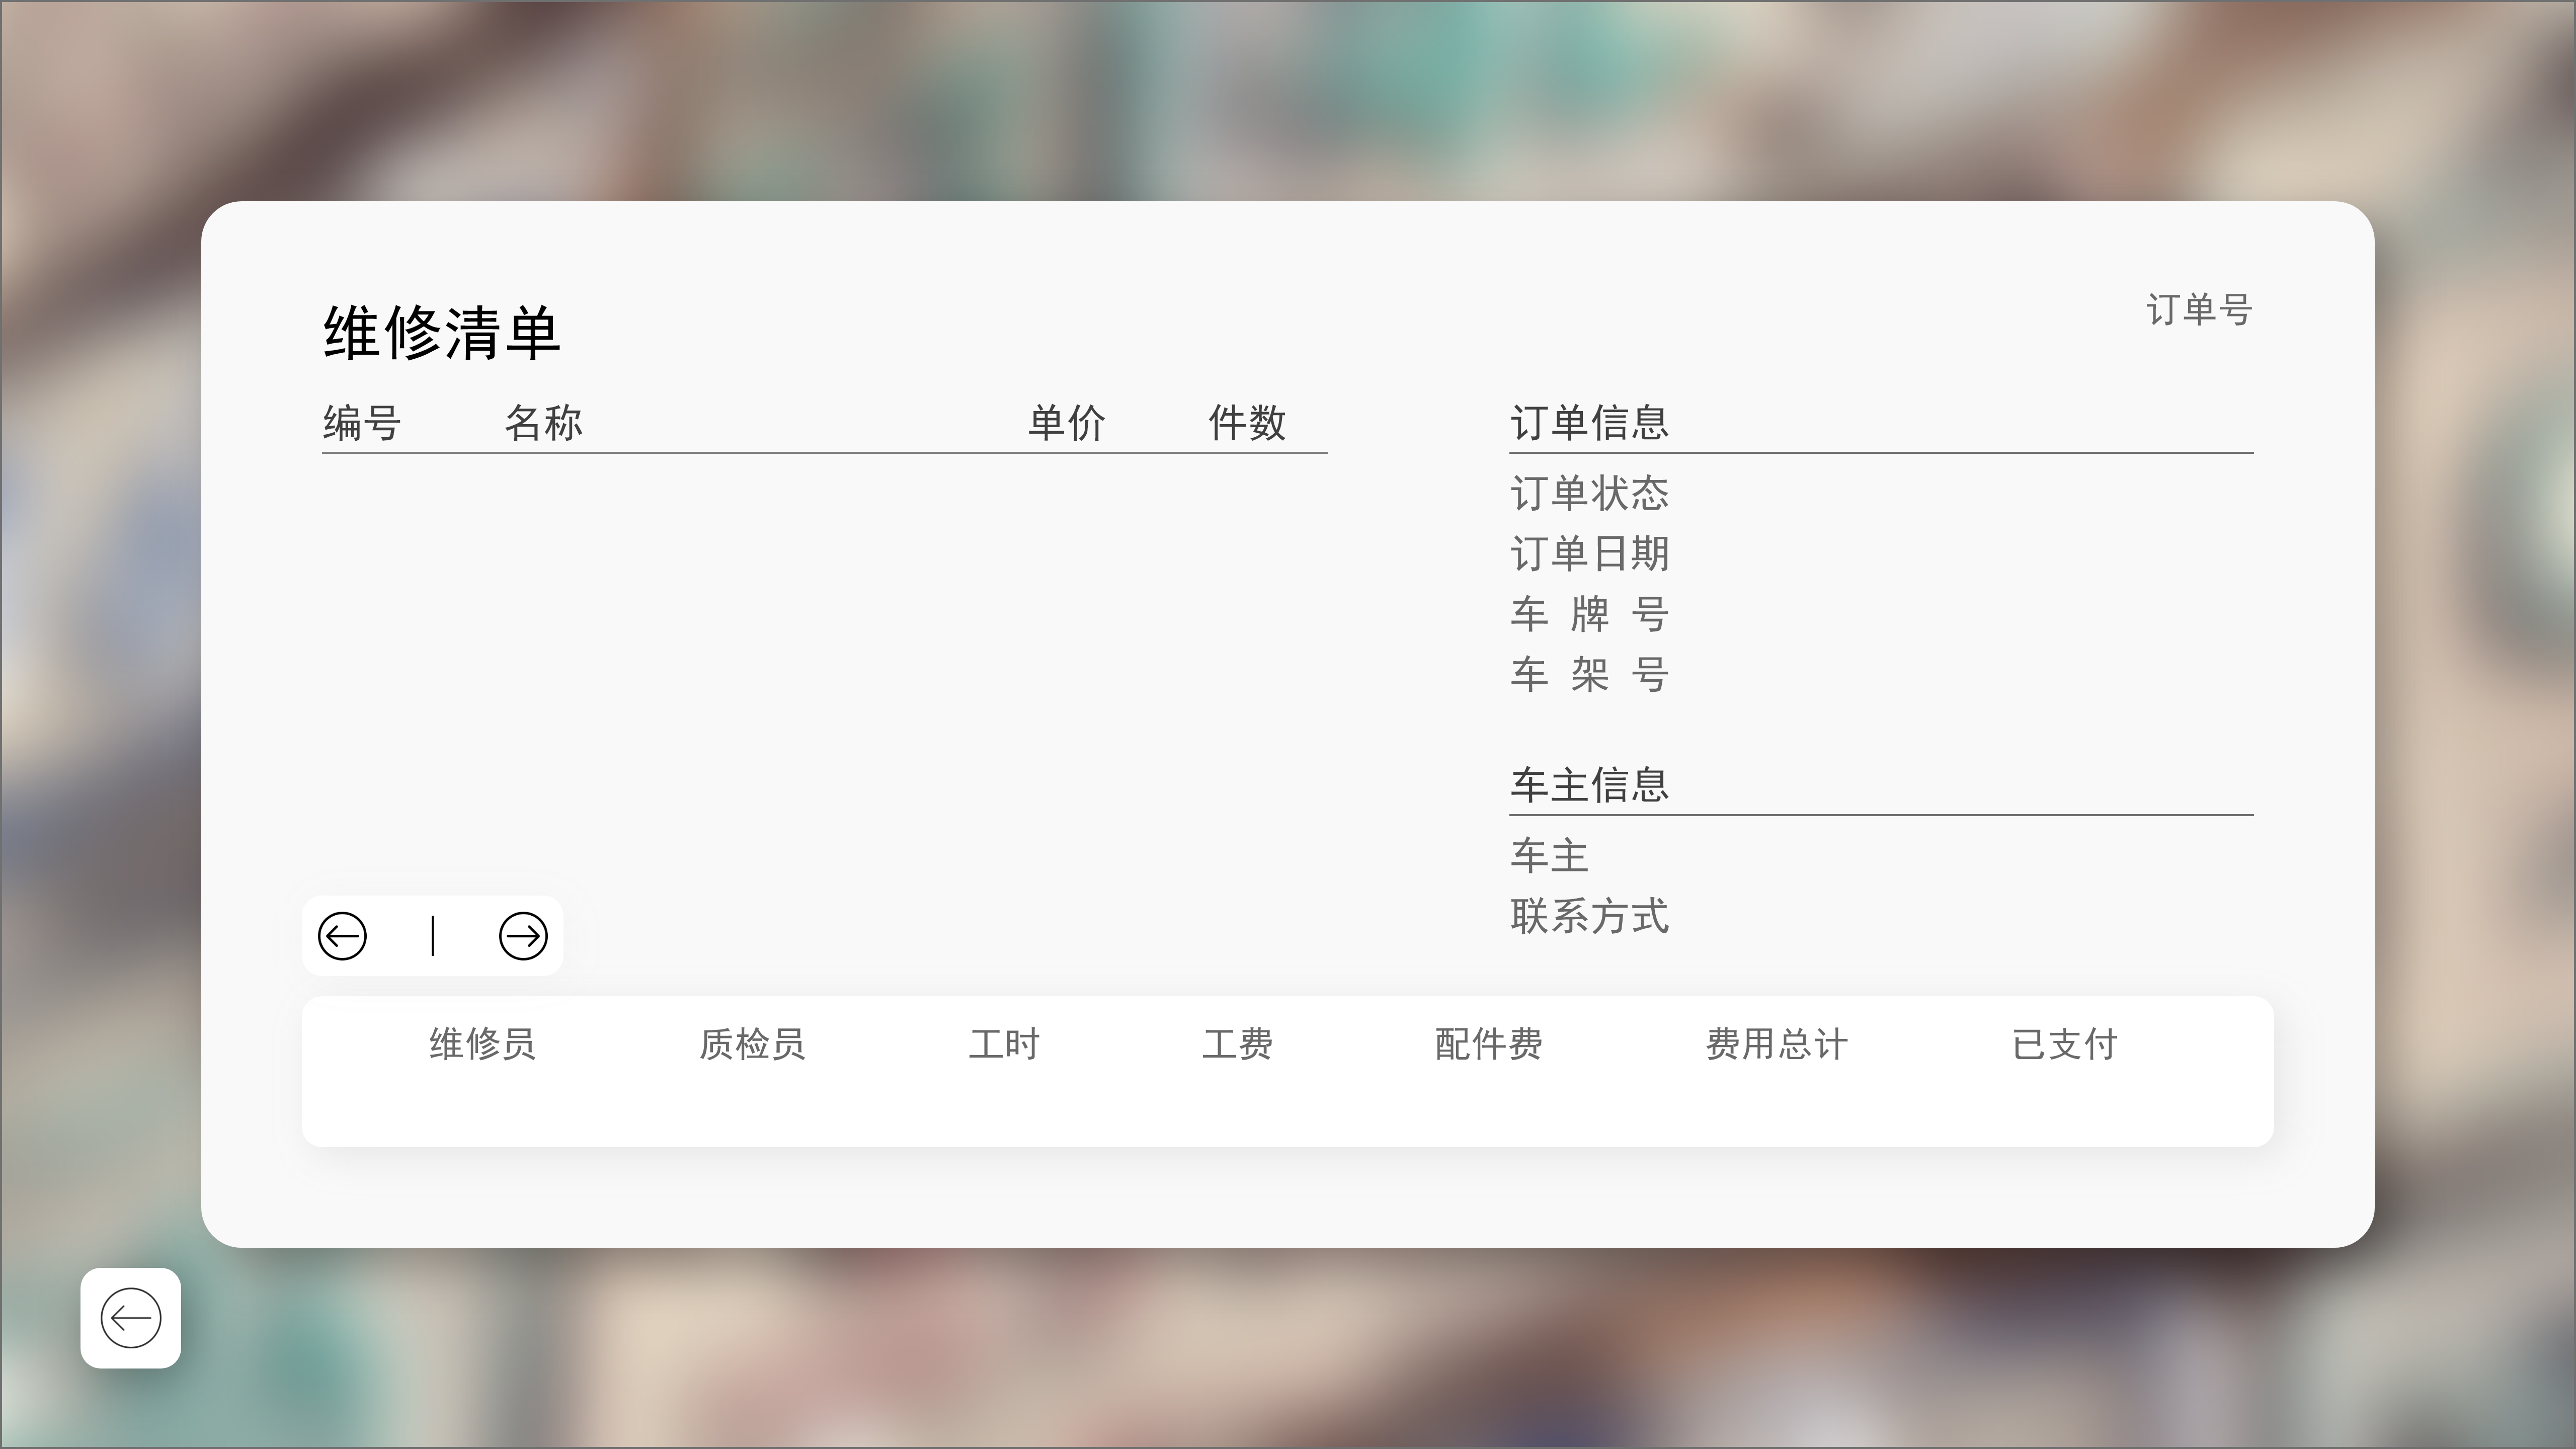 维修清单
订单号
编号 名称 单价 件数
订单信息
订单状态
订单日期
车 牌 号
车 架 号
车主信息
车主
联系方式
维修员 质检员 工时 工费 配件费 费用总计 已支付